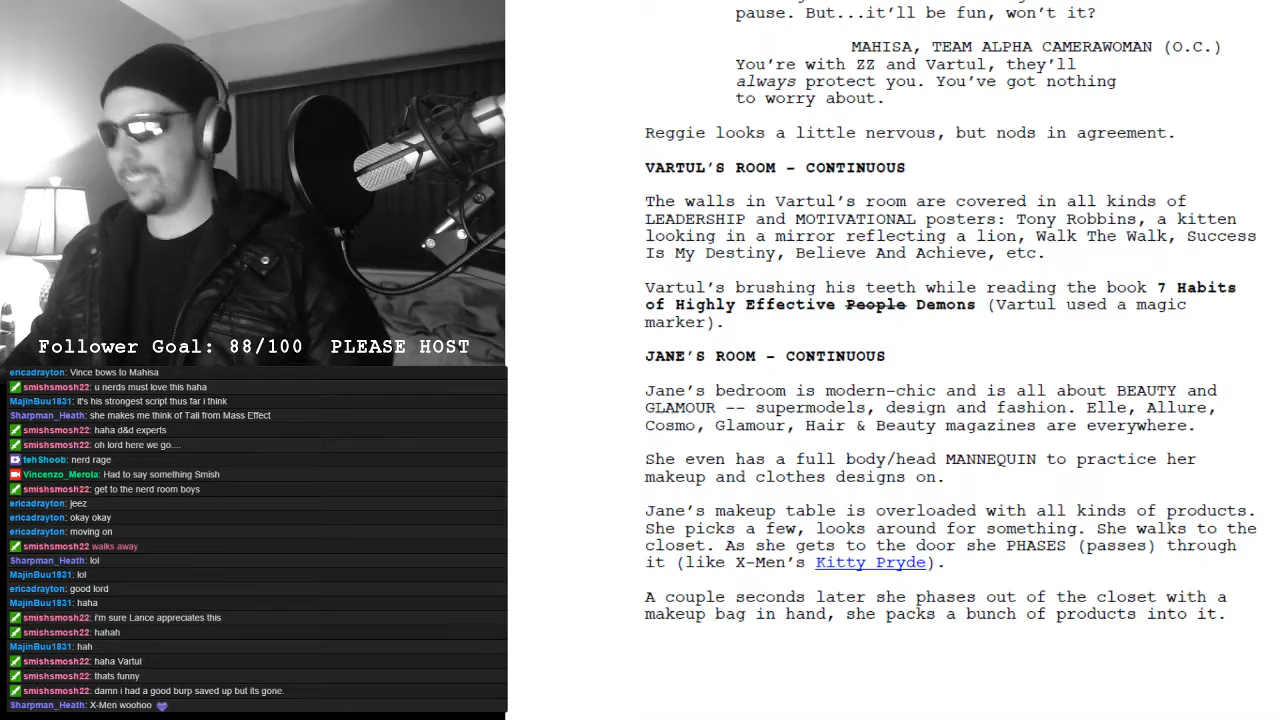 Follower Goal: 88/100 PLEASE HOST
ericadrayton: Vince bows to Mahisa
smishsmosh22: u nerds must love this haha
MajinBuu1831: it's his strongest script thus far i think
Sharpman_Heath: she makes me think of Tali from Mass Effect
smishsmosh22: haha d&d experts
smishsmosh22: oh lord here we go....
tehShoob: nerd rage
Vincenzo_Merola: Had to say something Smish
smishsmosh22: get to the nerd room boys
ericadrayton: jeez
ericadrayton: okay okay
ericadrayton: moving on
smishsmosh22 walks away
Sharpman_Heath: lol
MajinBuu1831: lol
ericadrayton: good lord
MajinBuu1831: haha
smishsmosh22: i'm sure Lance appreciates this
smishsmosh22: hahah
MajinBuu1831: hah
smishsmosh22: haha Vartul
smishsmosh22: thats funny
smishsmosh22: damn i had a good burp saved up but its gone.
Sharpman_Heath: X-Men woohoo
pause. But...it'll be fun, won't it?
MAHISA, TEAM ALPHA CAMERAWOMAN (O.C.)
You're with ZZ and Vartul, they'll
always protect you. You've got nothing
to worry about.
Reggie looks a little nervous, but nods in agreement.
VARTUL'S ROOM – CONTINUOUS
The walls in Vartul's room are covered in all kinds of
LEADERSHIP and MOTIVATIONAL posters: Tony Robbins, a kitten
looking in a mirror reflecting a lion, Walk The Walk, Success
Is My Destiny, Believe And Achieve, etc.
Vartul's brushing his teeth while reading the book 7 Habits
of Highly Effective People Demons (Vartul used a magic
marker).
JANE'S ROOM – CONTINUOUS
Jane's bedroom is modern-chic and is all about BEAUTY and
GLAMOUR -- supermodels, design and fashion. Elle, Allure,
Cosmo, Glamour, Hair & Beauty magazines are everywhere.
She even has a full body/head MANNEQUIN to practice her
makeup and clothes designs on.
Jane's makeup table is overloaded with all kinds of products.
She picks a few, looks around for something. She walks to the
closet. As she gets to the door she PHASES (passes) through
it (like X-Men's Kitty Pryde).
A couple seconds later she phases out of the closet with a
makeup bag in hand, she packs a bunch of products into it.